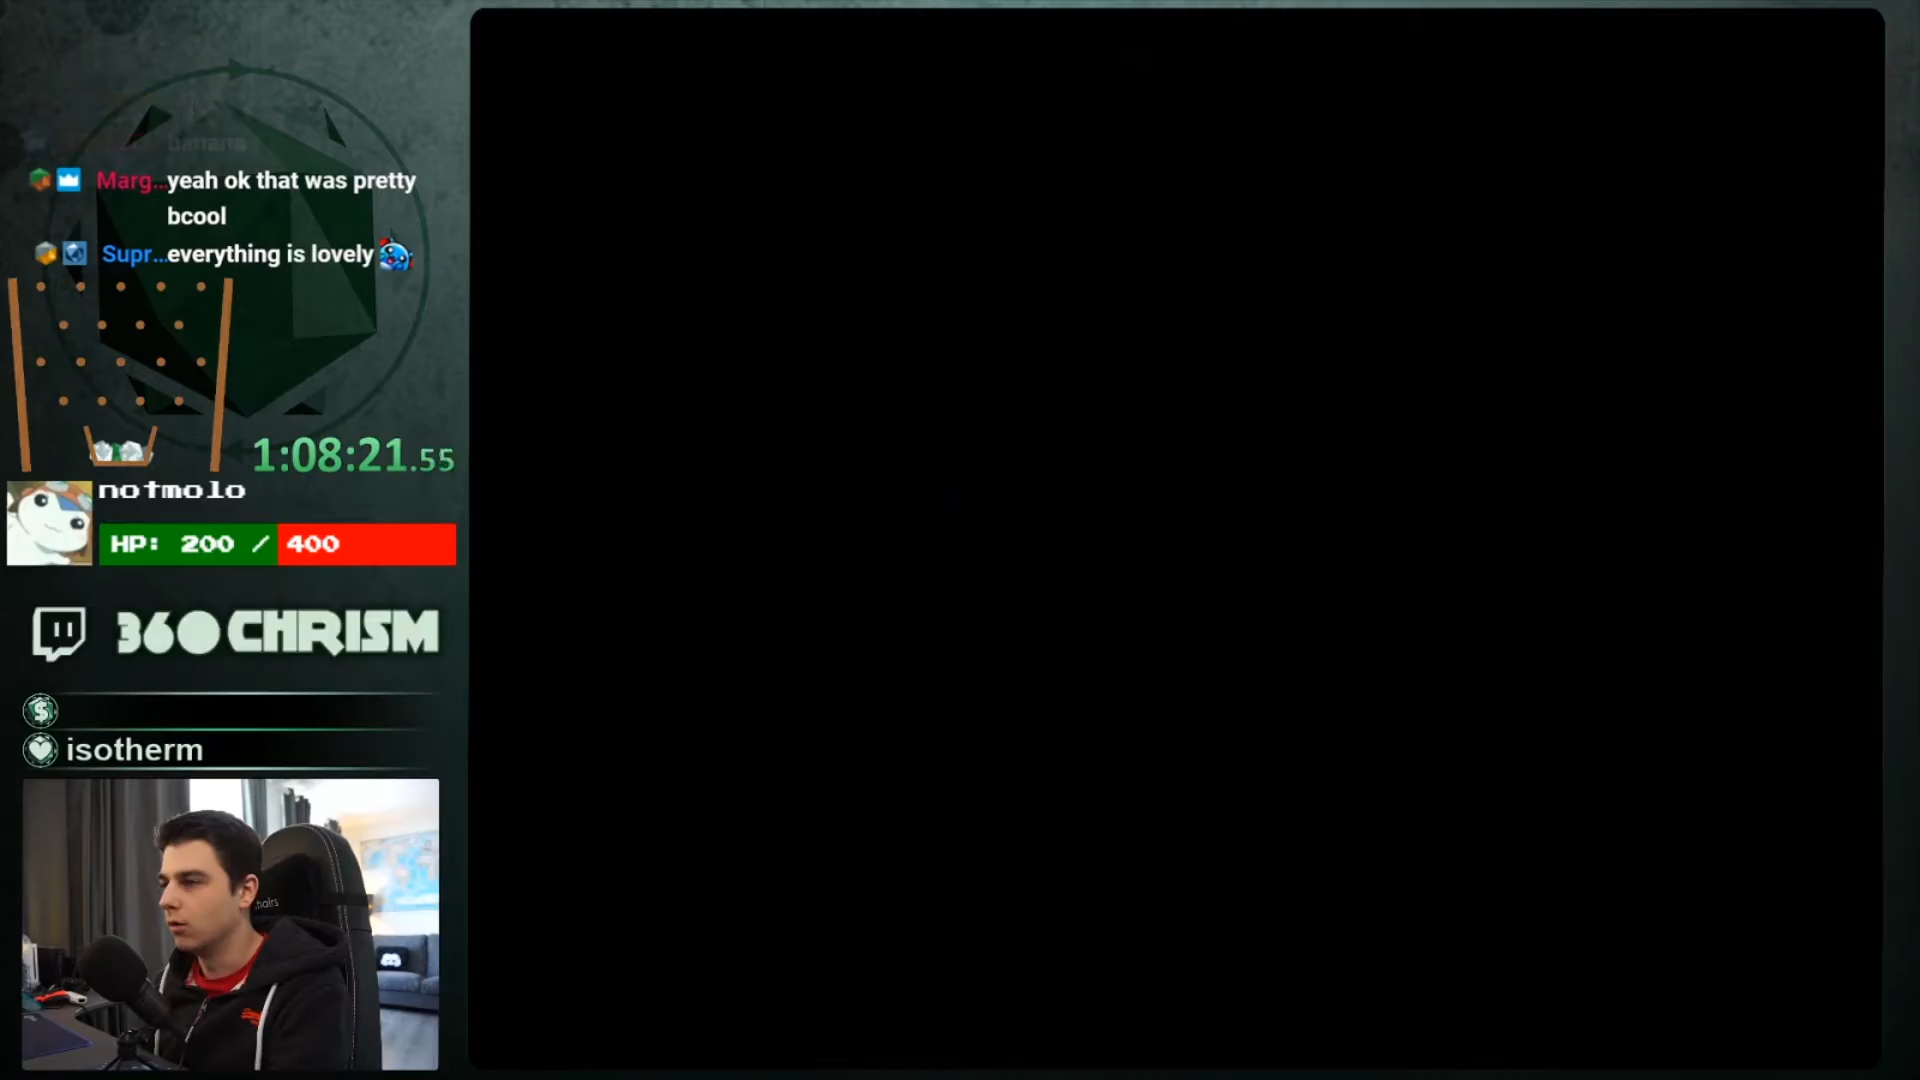 banana
Marg...yeah ok that was pretty
bcool
Supr...everything is lovely
1:08:21.55
notmolo
HP: 200 / 400
360CHRISM
$
isotherm